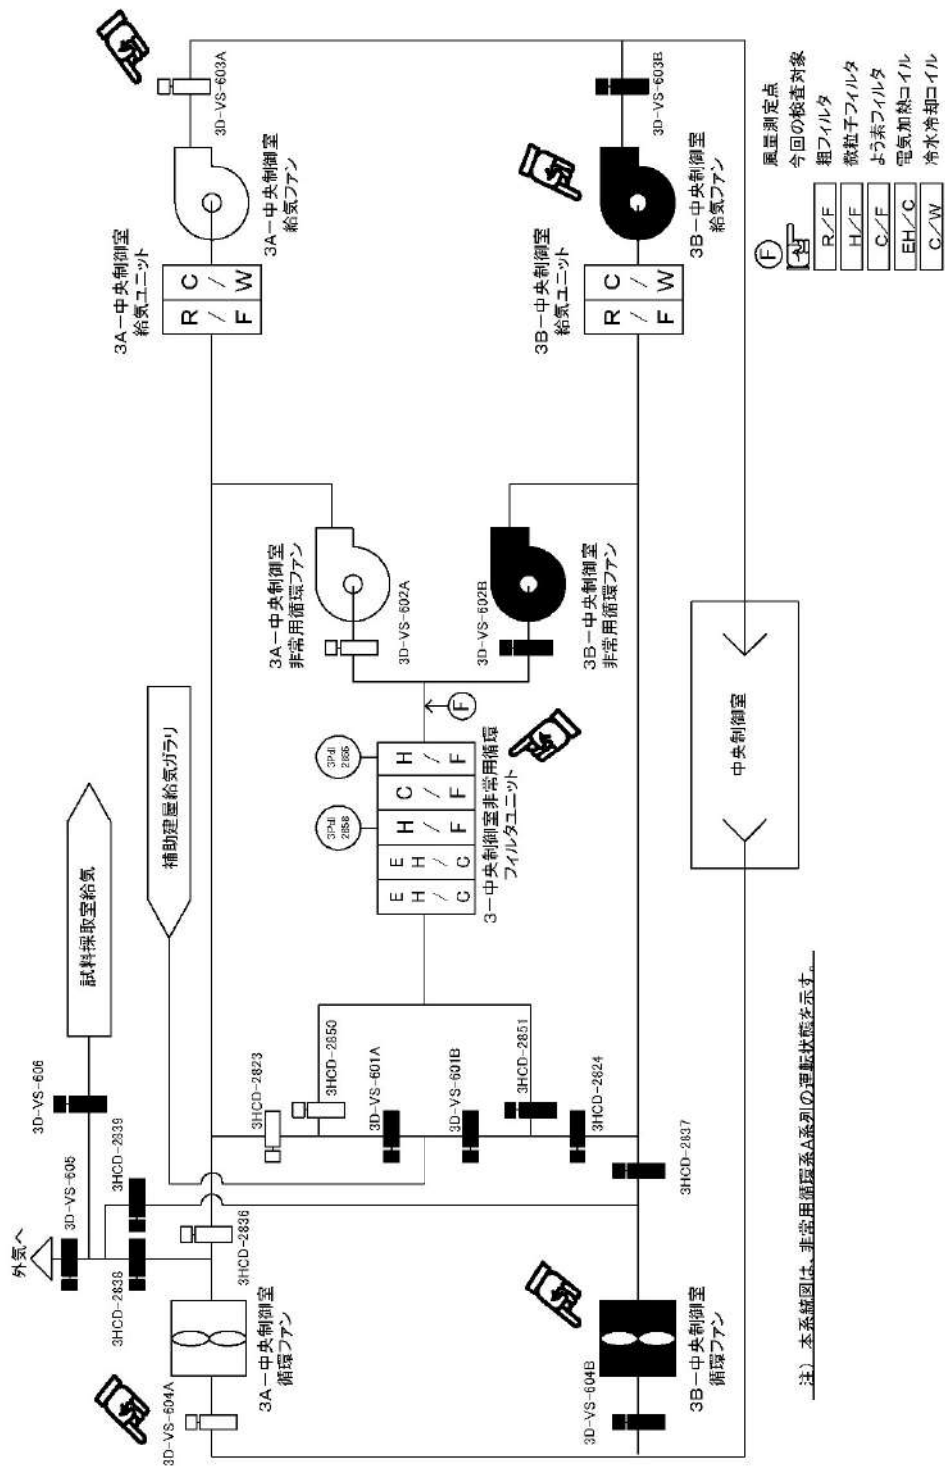 外気へ
3D-VS-605
3D-VS-606
試料採取室給気
補助建屋給気ガラリ
3HCD-2838
3HCD-2839
3D-VS-604A
3A－中央制御室
循環ファン
3HCD-2836
3HCD-2823
3HCD-2850
3D-VS-601A
3D-VS-601B
3HCD-2851
3HCD-2824
3HCD-2837
3D-VS-604B
3B－中央制御室
循環ファン
EH/C
EH/C
H/F
C/F
H/F
3－中央制御室非常用循環
フィルタユニット
F
3A－中央制御室
非常用循環ファン
3D-VS-602A
3D-VS-602B
3B－中央制御室
非常用循環ファン
3A－中央制御室
給気ユニット
R/F
C/W
3A－中央制御室
給気ファン
3D-VS-603A
3B－中央制御室
給気ユニット
R/F
C/W
3B－中央制御室
給気ファン
3D-VS-603B
中央制御室
F 風量測定点
今回の検査対象
R/F 粗フィルタ
H/F 微粒子フィルタ
C/F よう素フィルタ
EH/C 電気加熱コイル
C/W 冷水冷却コイル
注）本系統図は、非常用循環系A系列の運転状態を示す。